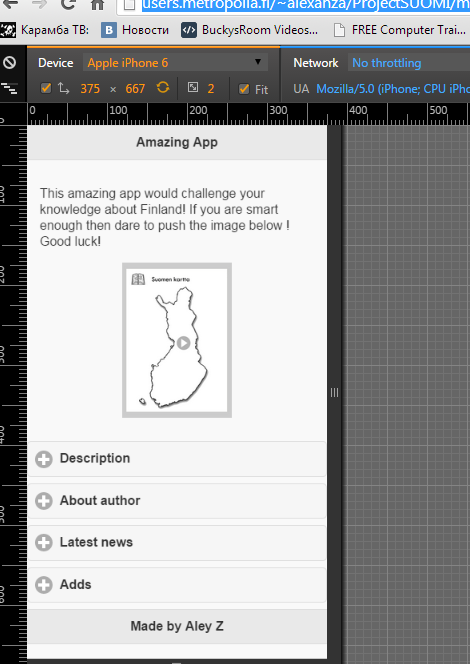 users.metropolia.fi/~alexanza/ProjectSUOMI/m
Карамба ТВ: Новости BuckysRoom Videos... FREE Computer Trai...
Device Apple iPhone 6 Network No throttling
375 × 667 2 Fit UA Mozilla/5.0 (iPhone; CPU iPh
0 100 200 300 400 500
0
100
200
300
400
500
600
Amazing App
This amazing app would challenge your
knowledge about Finland! If you are smart
enough then dare to push the image below !
Good luck!
Suomen kartta
Description
About author
Latest news
Adds
Made by Aley Z